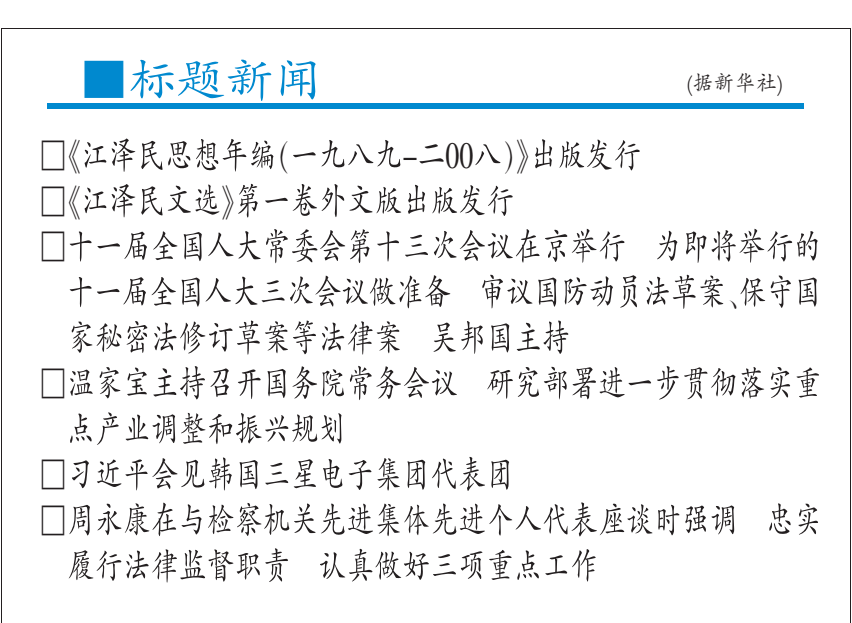 ■标题新闻
(据新华社)
□《江泽民思想年编(一九八九-二00八)》出版发行
□《江泽民文选》第一卷外文版出版发行
□十一届全国人大常委会第十三次会议在京举行　为即将举行的
十一届全国人大三次会议做准备　审议国防动员法草案、保守国
家秘密法修订草案等法律案　吴邦国主持
□温家宝主持召开国务院常务会议　研究部署进一步贯彻落实重
点产业调整和振兴规划
□习近平会见韩国三星电子集团代表团
□周永康在与检察机关先进集体先进个人代表座谈时强调　忠实
履行法律监督职责　认真做好三项重点工作